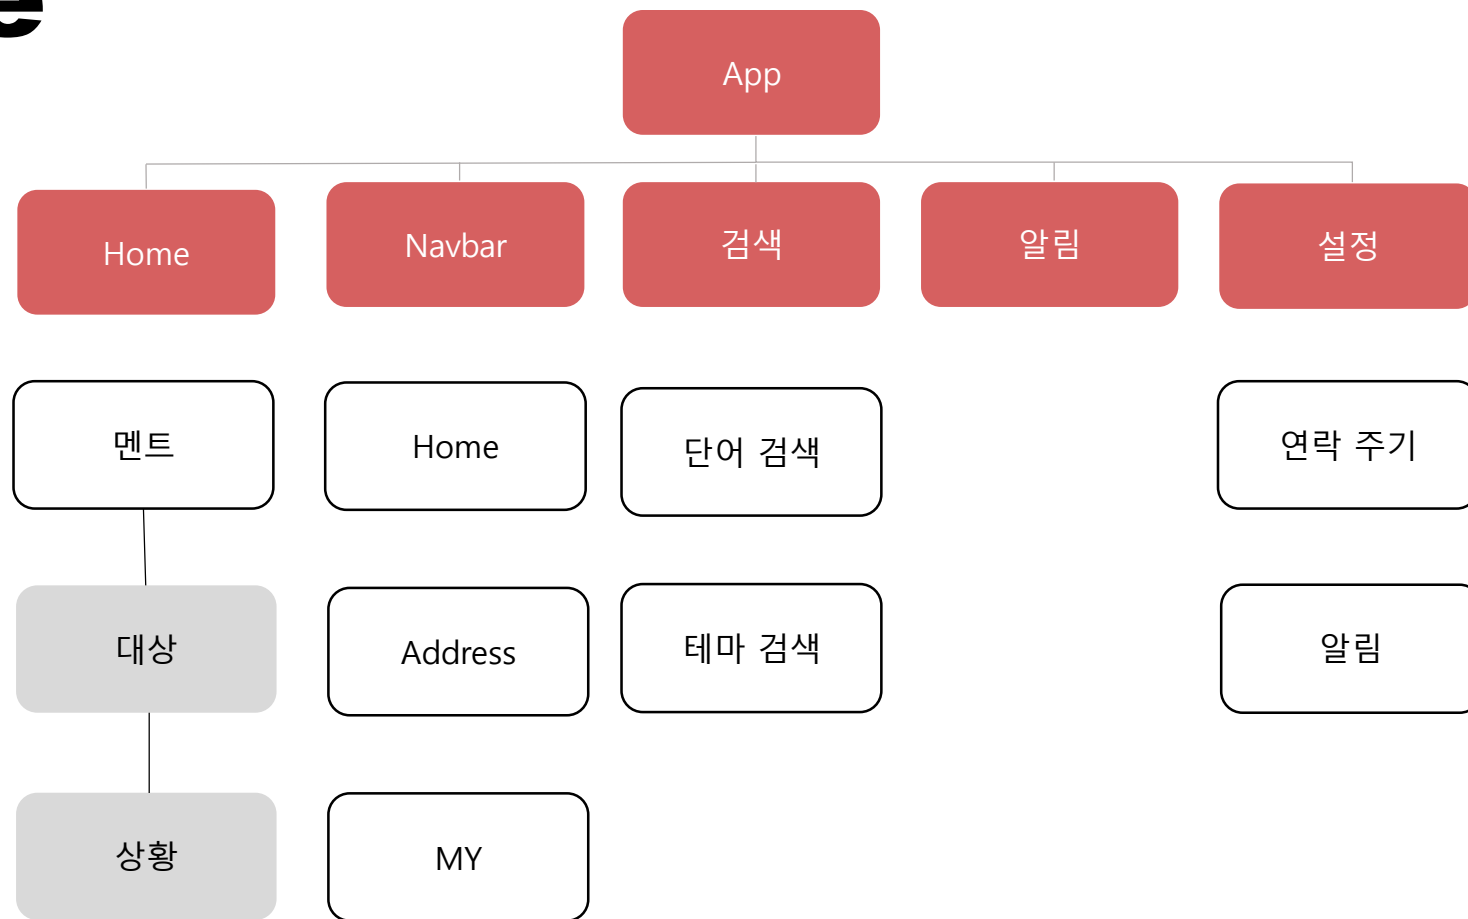 e
App
Home
Navbar
검색
알림
설정
멘트
Home
단어 검색
연락 주기
대상
Address
테마 검색
알림
상황
MY